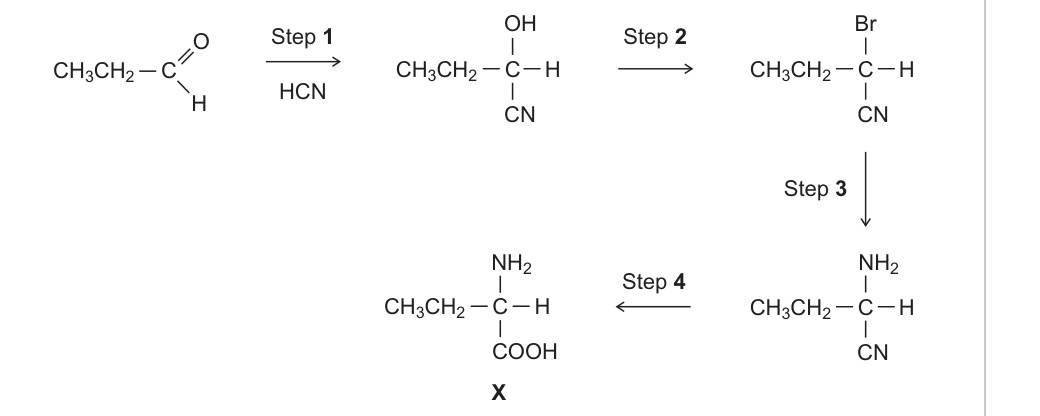 O
CH₃CH₂—C
H
Step 1
HCN
OH
CH₃CH₂—C—H
CN
Step 2
Br
CH₃CH₂—C—H
CN
Step 3
NH₂
CH₃CH₂—C—H
CN
Step 4
NH₂
CH₃CH₂—C—H
COOH
X